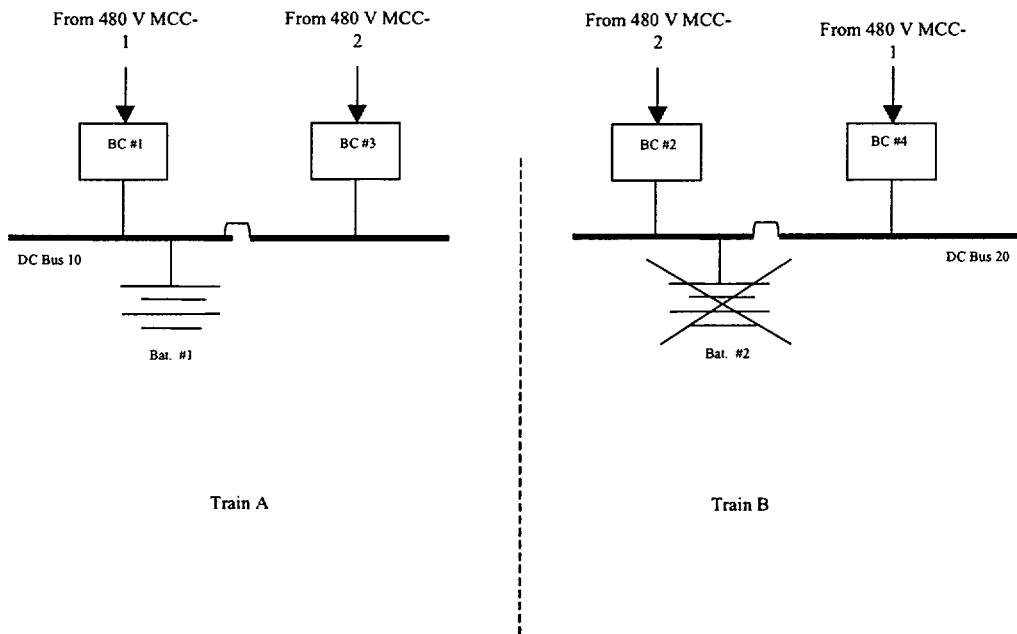 From 480 V MCC-
1
From 480 V MCC-
2
From 480 V MCC-
2
From 480 V MCC-
1
BC #1
BC #3
BC #2
BC #4
DC Bus 10
DC Bus 20
Bat. #1
Bat. #2
Train A
Train B